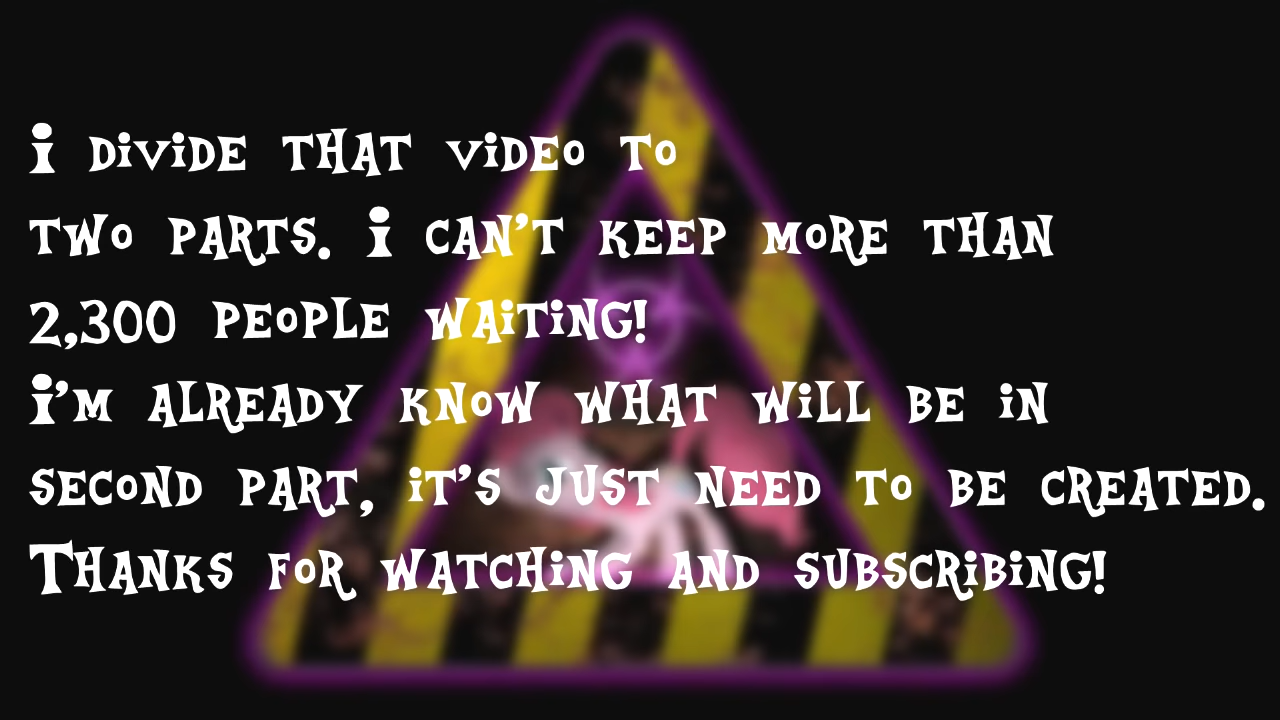 I divide that video to
two parts. I can't keep more than
2,300 people waiting!
I'm already know what will be in
second part, it's just need to be created.
Thanks for watching and subscribing!